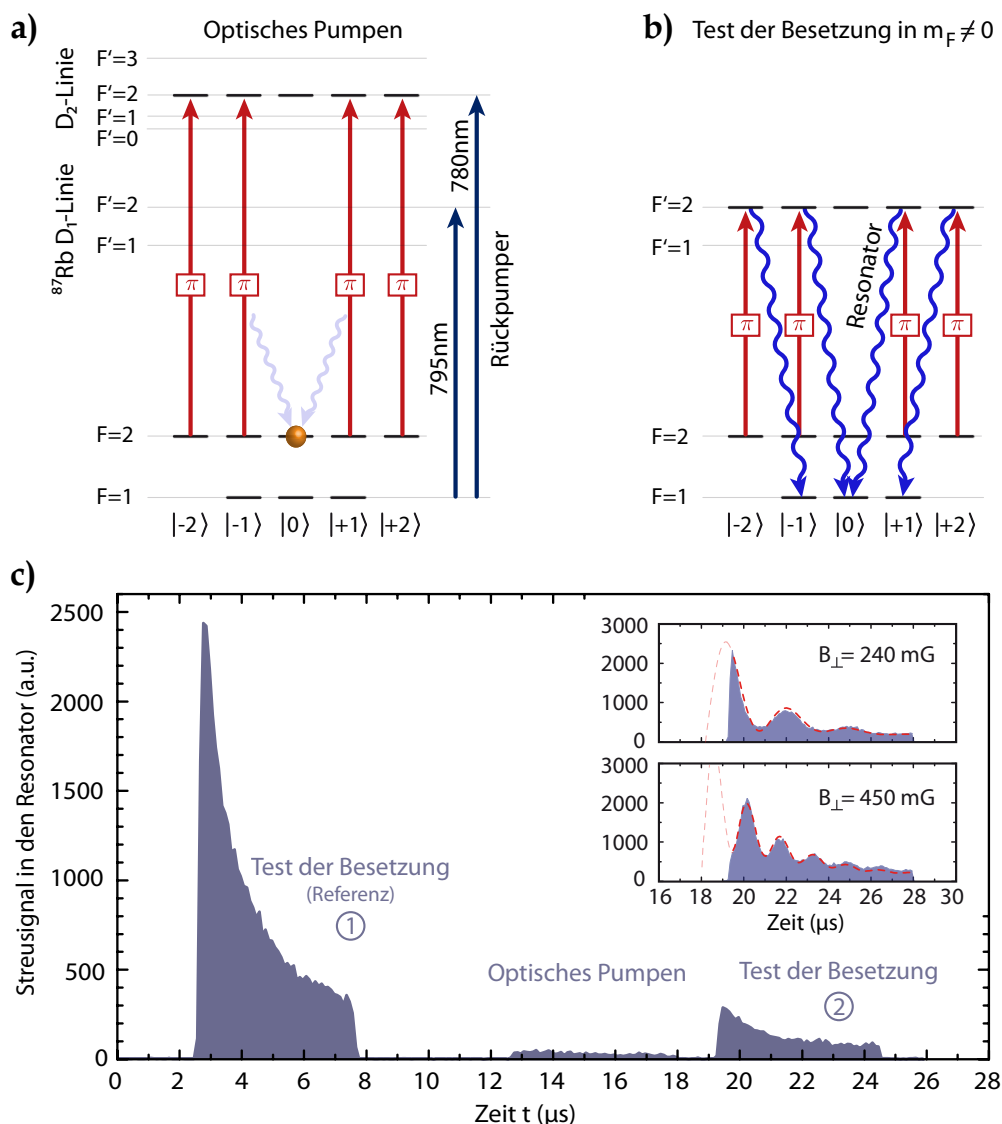 a) Optisches Pumpen
D₂-Linie
F'=3
F'=2
F'=1
F'=0
⁸⁷Rb D₁-Linie
F'=2
F'=1
π π π π
795nm
780nm
Rückpumper
F=2
F=1
|-2⟩ |-1⟩ |0⟩ |+1⟩ |+2⟩
b) Test der Besetzung in m_F ≠ 0
F'=2
F'=1
Resonator
π π π π
F=2
F=1
|-2⟩ |-1⟩ |0⟩ |+1⟩ |+2⟩
c)
Streusignal in den Resonator (a.u.)
2500
2000
1500
1000
500
0
Test der Besetzung
(Referenz)
1
Optisches Pumpen
Test der Besetzung
2
0 2 4 6 8 10 12 14 16 18 20 22 24 26 28
Zeit t (µs)
3000
2000
1000
0
B⊥= 240 mG
3000
2000
1000
0
B⊥= 450 mG
16 18 20 22 24 26 28 30
Zeit (µs)